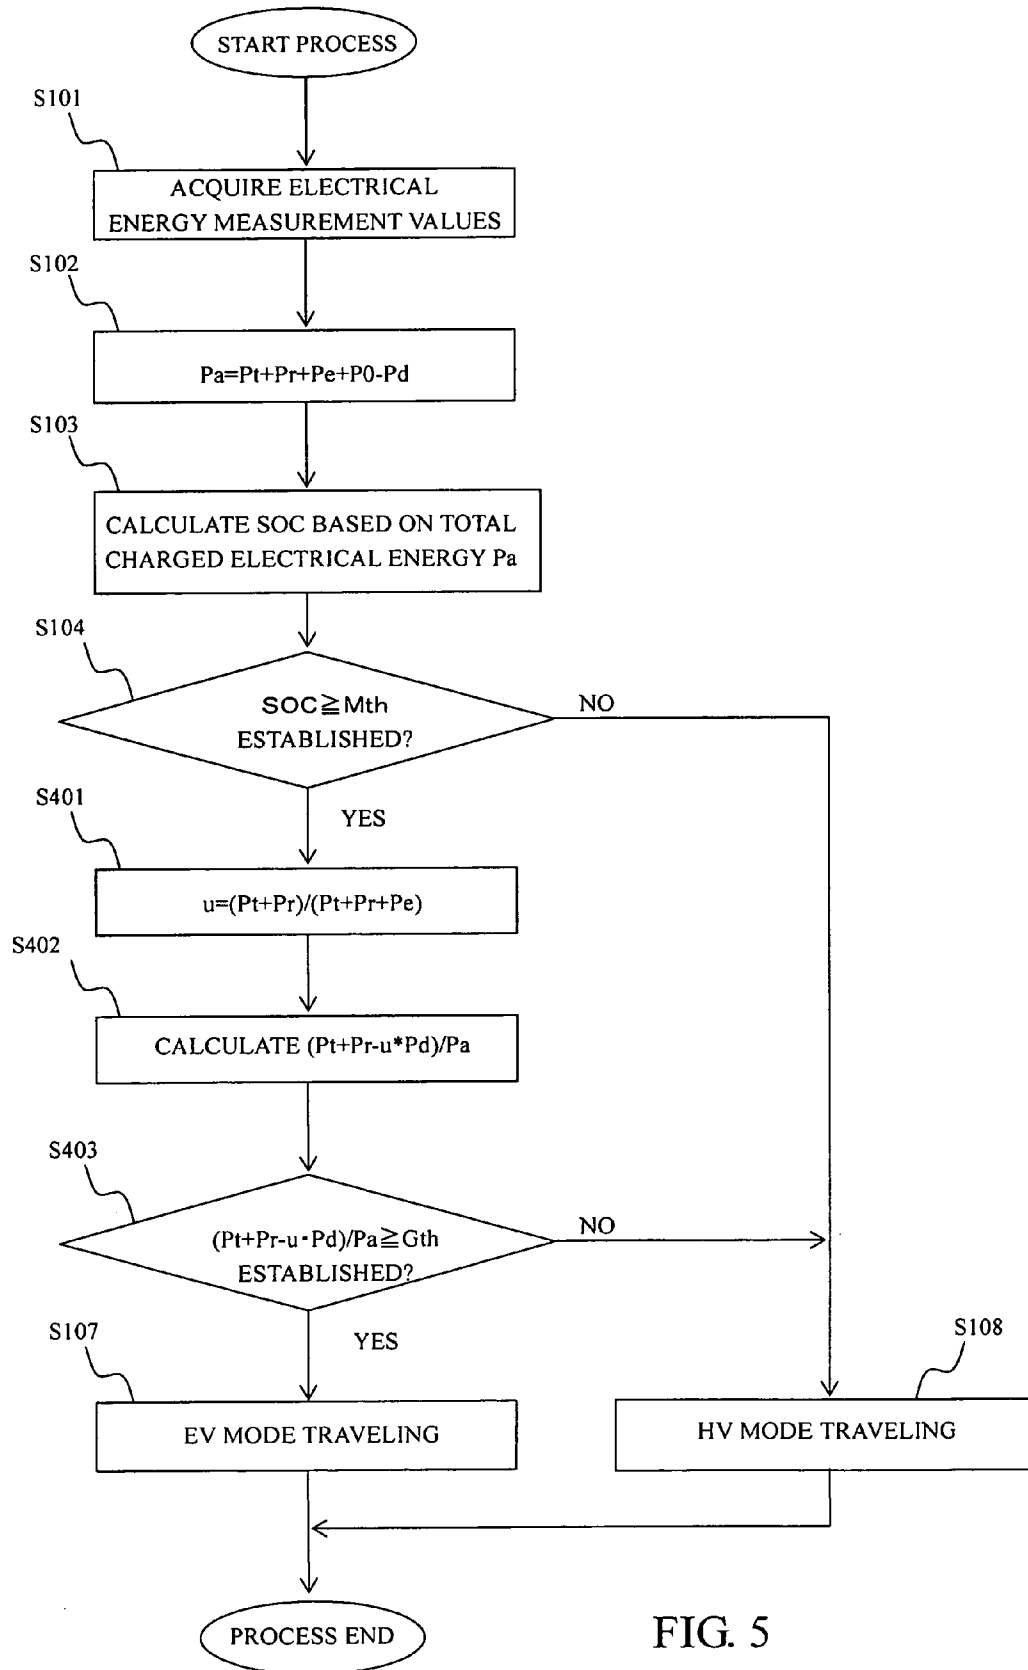 START PROCESS
S101
ACQUIRE ELECTRICAL
ENERGY MEASUREMENT VALUES
S102
Pa=Pt+Pr+Pe+P0-Pd
S103
CALCULATE SOC BASED ON TOTAL
CHARGED ELECTRICAL ENERGY Pa
S104
SOC≧Mth
ESTABLISHED?
NO
YES
S401
u=(Pt+Pr)/(Pt+Pr+Pe)
S402
CALCULATE (Pt+Pr-u*Pd)/Pa
S403
(Pt+Pr-u・Pd)/Pa≧Gth
ESTABLISHED?
NO
YES
S107
EV MODE TRAVELING
S108
HV MODE TRAVELING
PROCESS END
FIG. 5